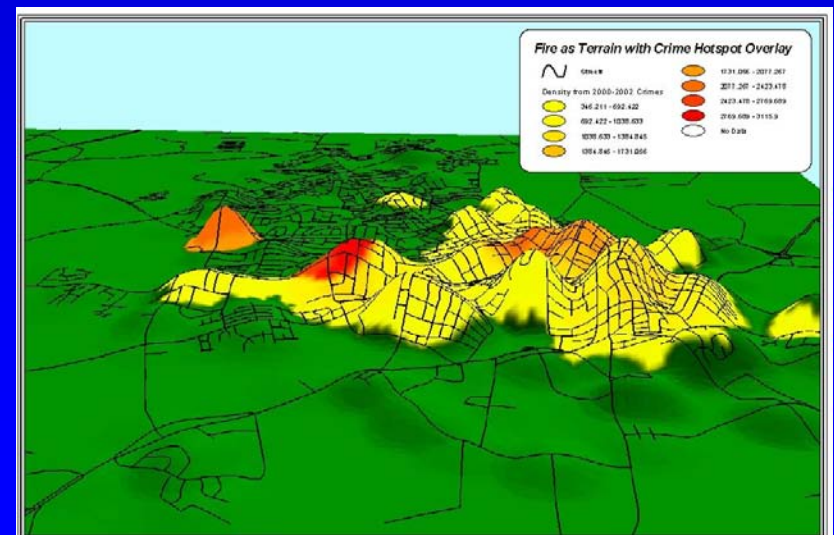 Fire as Terrain with Crime Hotspot Overlay
Density from 2000-2002 Crimes
346.211 - 692.422
692.422 - 1038.633
1038.633 - 1384.845
1384.845 - 1731.056
1731.056 - 2077.267
2077.267 - 2423.478
2423.478 - 2769.689
2769.689 - 3115.9
No Data